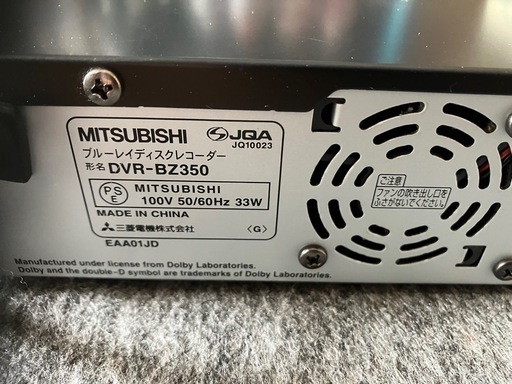 MITSUBISHI
JQA
JQ10023
ブルーレイディスクレコーダー
形名 DVR-BZ350
PS
E
MITSUBISHI
100V 50/60Hz 33W
MADE IN CHINA
三菱電機株式会社 〈G〉
EAA01JD
Manufactured under license from Dolby Laboratories.
Dolby and the double-D symbol are trademarks of Dolby Laboratories.
ご注意
ファンの吹き出し口を
ふさがないでください。